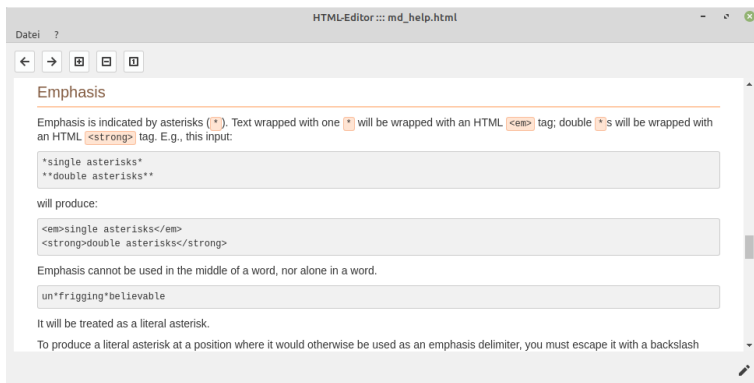 HTML-Editor ::: md_help.html
Datei ?
Emphasis
Emphasis is indicated by asterisks (*). Text wrapped with one * will be wrapped with an HTML <em> tag; double *s will be wrapped with
an HTML <strong> tag. E.g., this input:
*single asterisks*
**double asterisks**
will produce:
<em>single asterisks</em>
<strong>double asterisks</strong>
Emphasis cannot be used in the middle of a word, nor alone in a word.
un*frigging*believable
It will be treated as a literal asterisk.
To produce a literal asterisk at a position where it would otherwise be used as an emphasis delimiter, you must escape it with a backslash